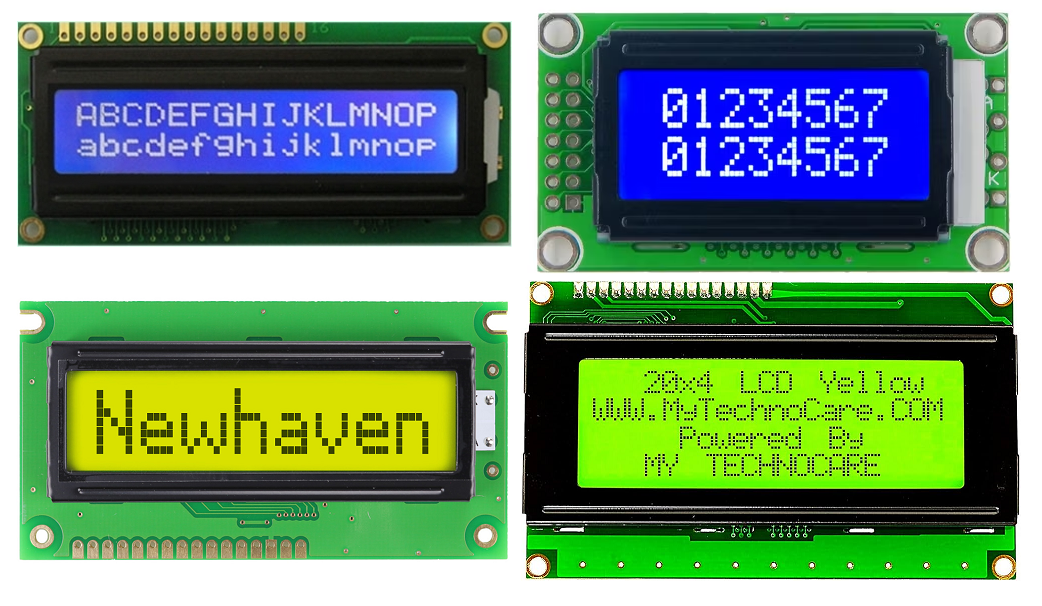 ABCDEFGHIJKLMNOP
abcdefghijklmnop
01234567
01234567
A
K
Newhaven
20x4 LCD Yellow
WWW.MyTechnoCare.COM
Powered By
MY TECHNOCARE